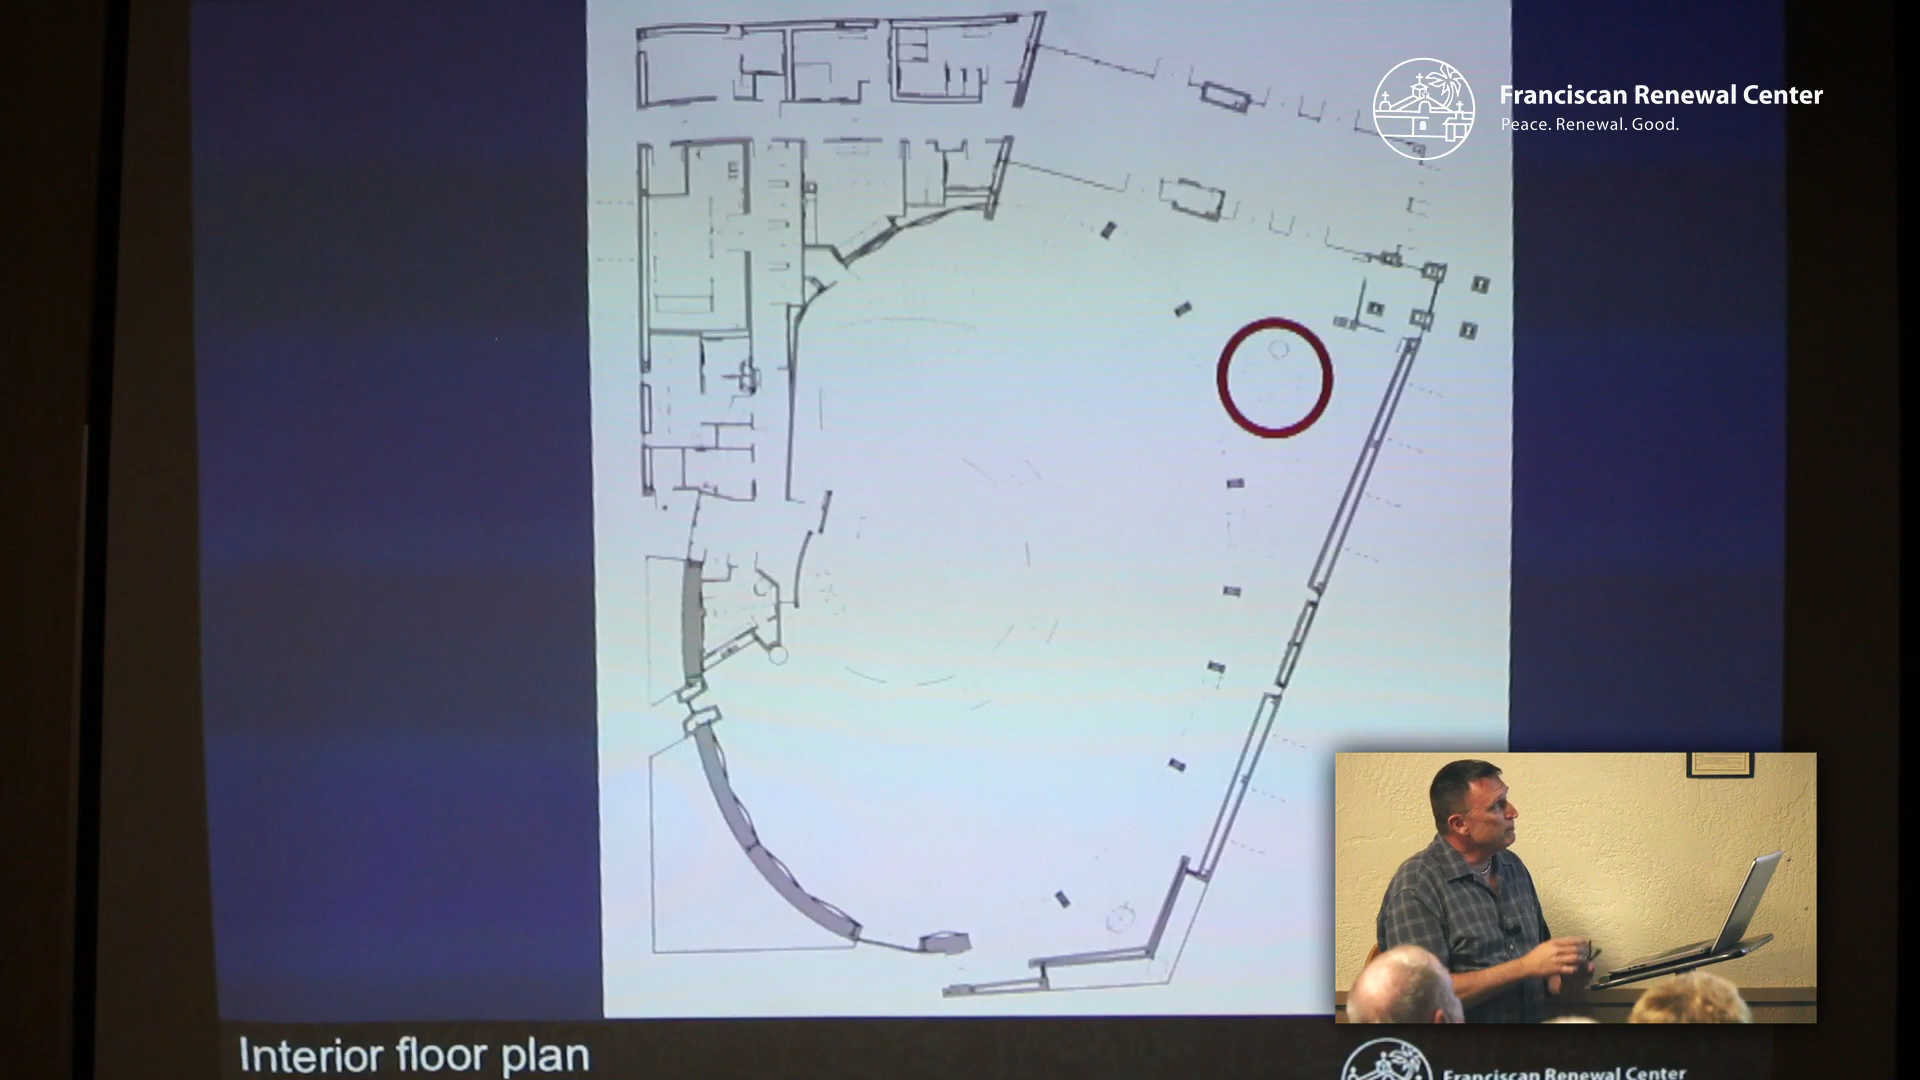 Franciscan Renewal Center
Peace. Renewal. Good.
Interior floor plan
Franciscan Renewal Center